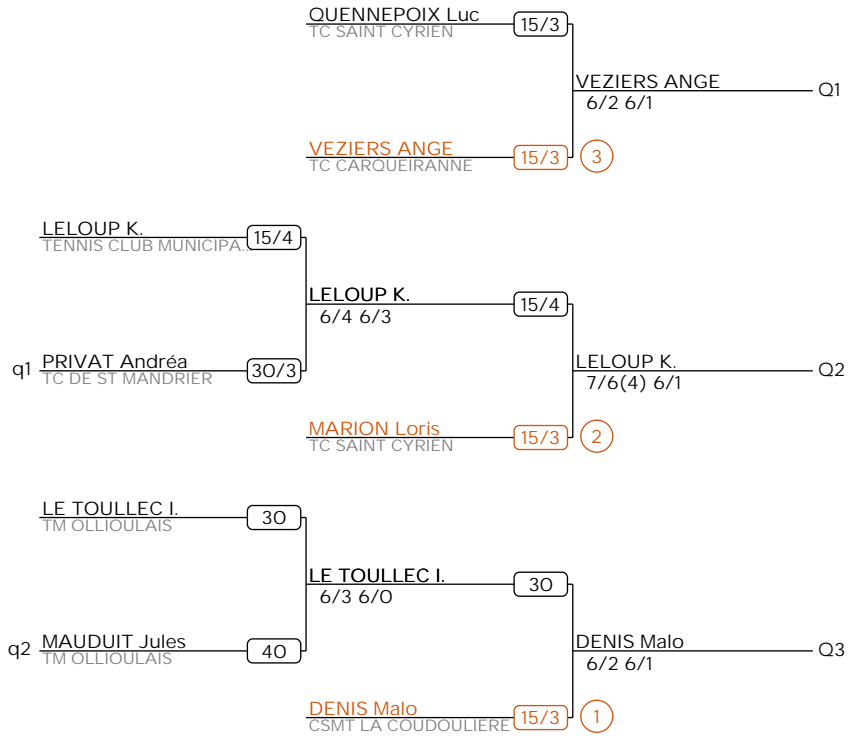 QUENNEPOIX Luc 15/3
TC SAINT CYRIEN
VEZIERS ANGE Q1
6/2 6/1
VEZIERS ANGE 15/3 3
TC CARQUEIRANNE
LELOUP K. 15/4
TENNIS CLUB MUNICIPA...
LELOUP K. 15/4
6/4 6/3
q1 PRIVAT Andréa 30/3
TC DE ST MANDRIER
LELOUP K. Q2
7/6(4) 6/1
MARION Loris 15/3 2
TC SAINT CYRIEN
LE TOULLEC I. 30
TM OLLIOULAIS
LE TOULLEC I. 30
6/3 6/0
q2 MAUDUIT Jules 40
TM OLLIOULAIS
DENIS Malo Q3
6/2 6/1
DENIS Malo 15/3 1
CSMT LA COUDOULIERE